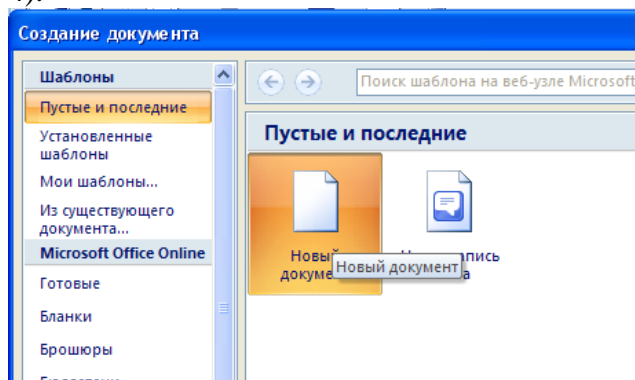 Создание документа
Шаблоны
Пустые и последние
Установленные
шаблоны
Мои шаблоны...
Из существующего
документа...
Microsoft Office Online
Готовые
Бланки
Брошюры
Поиск шаблона на веб-узле Microsoft
Пустые и последние
Новый
Новый документ